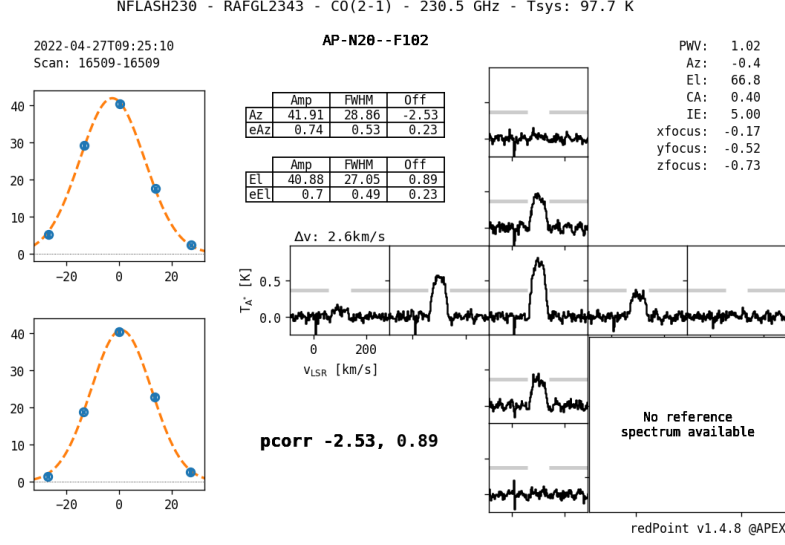 NFLASH230 - RAFGL2343 - CO(2-1) - 230.5 GHz - Tsys: 97.7 K
2022-04-27T09:25:10
Scan: 16509-16509
AP-N20--F102
PWV: 1.02
Az: -0.4
El: 66.8
CA: 0.40
IE: 5.00
xfocus: -0.17
yfocus: -0.52
zfocus: -0.73
Amp FWHM Off
Az 41.91 28.86 -2.53
eAz 0.74 0.53 0.23
Amp FWHM Off
El 40.88 27.05 0.89
eEl 0.7 0.49 0.23
40
30
20
10
0
−20 0 20
Δv: 2.6km/s
T_A* [K]
0.5
0.0
0 200
v_LSR [km/s]
40
30
20
10
0
−20 0 20
pcorr -2.53, 0.89
No reference
spectrum available
redPoint v1.4.8 @APEX